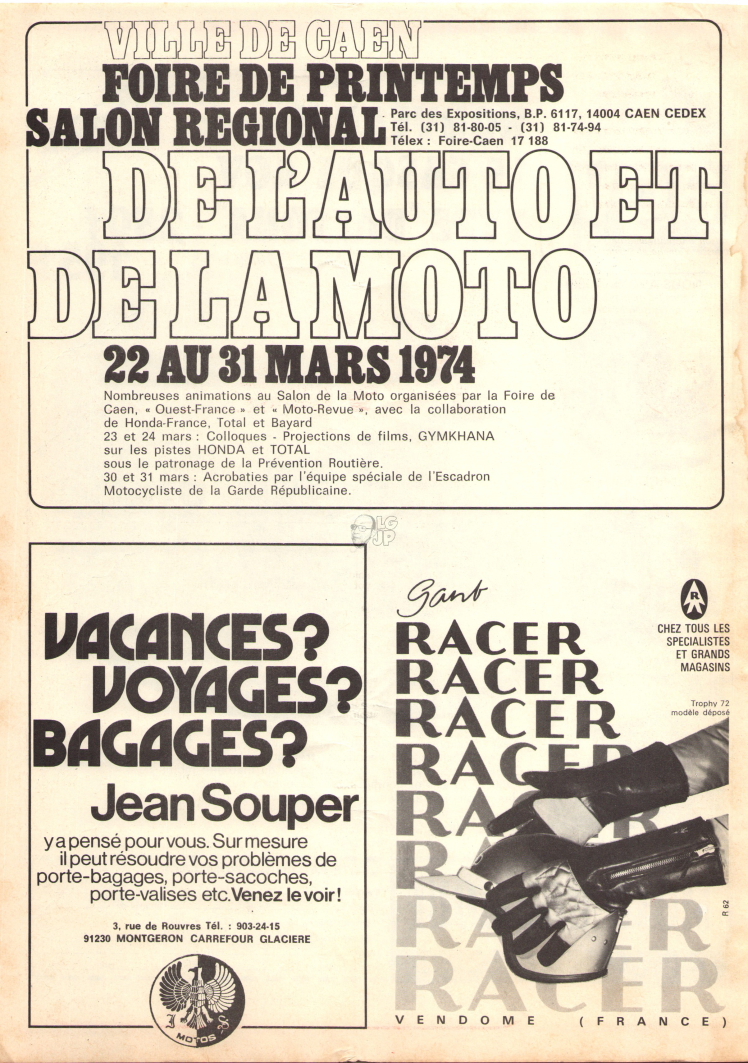 VILLE DE CAEN
FOIRE DE PRINTEMPS
SALON REGIONAL
Parc des Expositions, B.P. 6117, 14004 CAEN CEDEX
Tél. (31) 81-80-05 - (31) 81-74-94
Télex : Foire-Caen 17 188
DE L'AUTO ET
DE LA MOTO
22 AU 31 MARS 1974
Nombreuses animations au Salon de la Moto organisées par la Foire de
Caen, « Ouest-France » et « Moto-Revue », avec la collaboration
de Honda-France, Total et Bayard
23 et 24 mars : Colloques - Projections de films, GYMKHANA
sur les pistes HONDA et TOTAL
sous le patronage de la Prévention Routière.
30 et 31 mars : Acrobaties par l'équipe spéciale de l'Escadron
Motocycliste de la Garde Républicaine.
LG
JP
VACANCES?
VOYAGES?
BAGAGES?
Jean Souper
y a pensé pour vous. Sur mesure
il peut résoudre vos problèmes de
porte-bagages, porte-sacoches,
porte-valises etc. Venez le voir!
3, rue de Rouvres Tél. : 903-24-15
91230 MONTGERON CARREFOUR GLACIERE
J S
MOTOS
Gant
RACER
RACER
RACER
RACER
RACER
RACER
RACER
RACER
R
CHEZ TOUS LES
SPECIALISTES
ET GRANDS
MAGASINS
Trophy 72
modèle déposé
R 62
VENDOME (FRANCE)